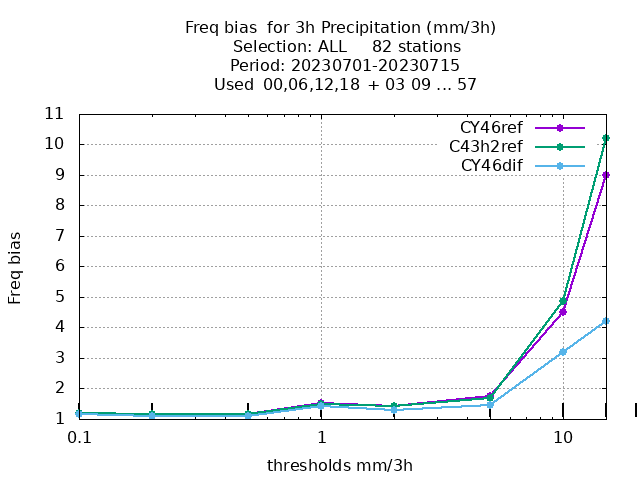 Freq bias  for 3h Precipitation (mm/3h)
Selection: ALL     82 stations
Period: 20230701-20230715
Used  00,06,12,18  + 03 09 ... 57
CY46ref
C43h2ref
CY46dif
11
10
9
8
7
6
5
4
3
2
1
Freq bias
0.1
1
10
thresholds mm/3h